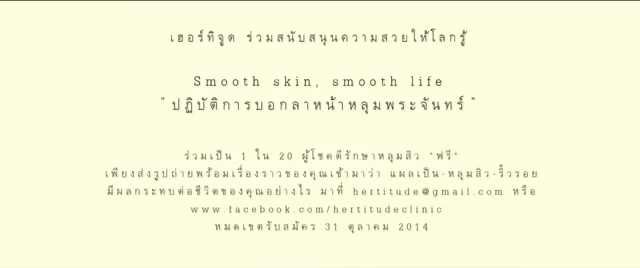 เฮอร์ทิจูด ร่วมสนับสนุนความสวยให้โลกรู้
Smooth skin, smooth life
"ปฏิบัติการบอกลาหน้าหลุมพระจันทร์"
ร่วมเป็น 1 ใน 20 ผู้โชคดีรักษาหลุมสิว "ฟรี"
เพียงส่งรูปถ่ายพร้อมเรื่องราวของคุณเข้ามาว่า แผลเป็น-หลุมสิว-ริ้วรอย
มีผลกระทบต่อชีวิตของคุณอย่างไร มาที่ hertitude@gmail.com หรือ
www.facebook.com/hertitudeclinic
หมดเขตรับสมัคร 31 ตุลาคม 2014